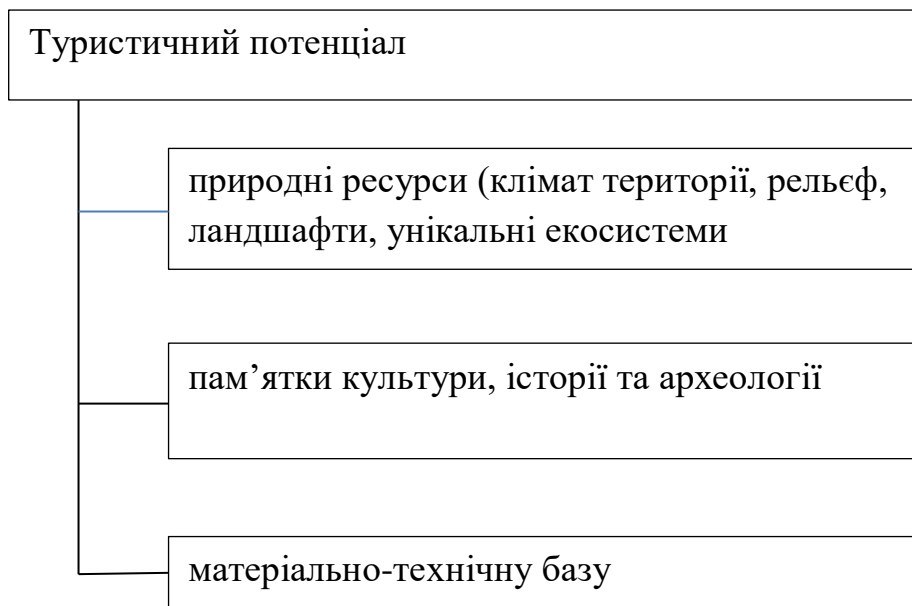 Туристичний потенціал
природні ресурси (клімат території, рельєф,
ландшафти, унікальні екосистеми
пам’ятки культури, історії та археології
матеріально-технічну базу